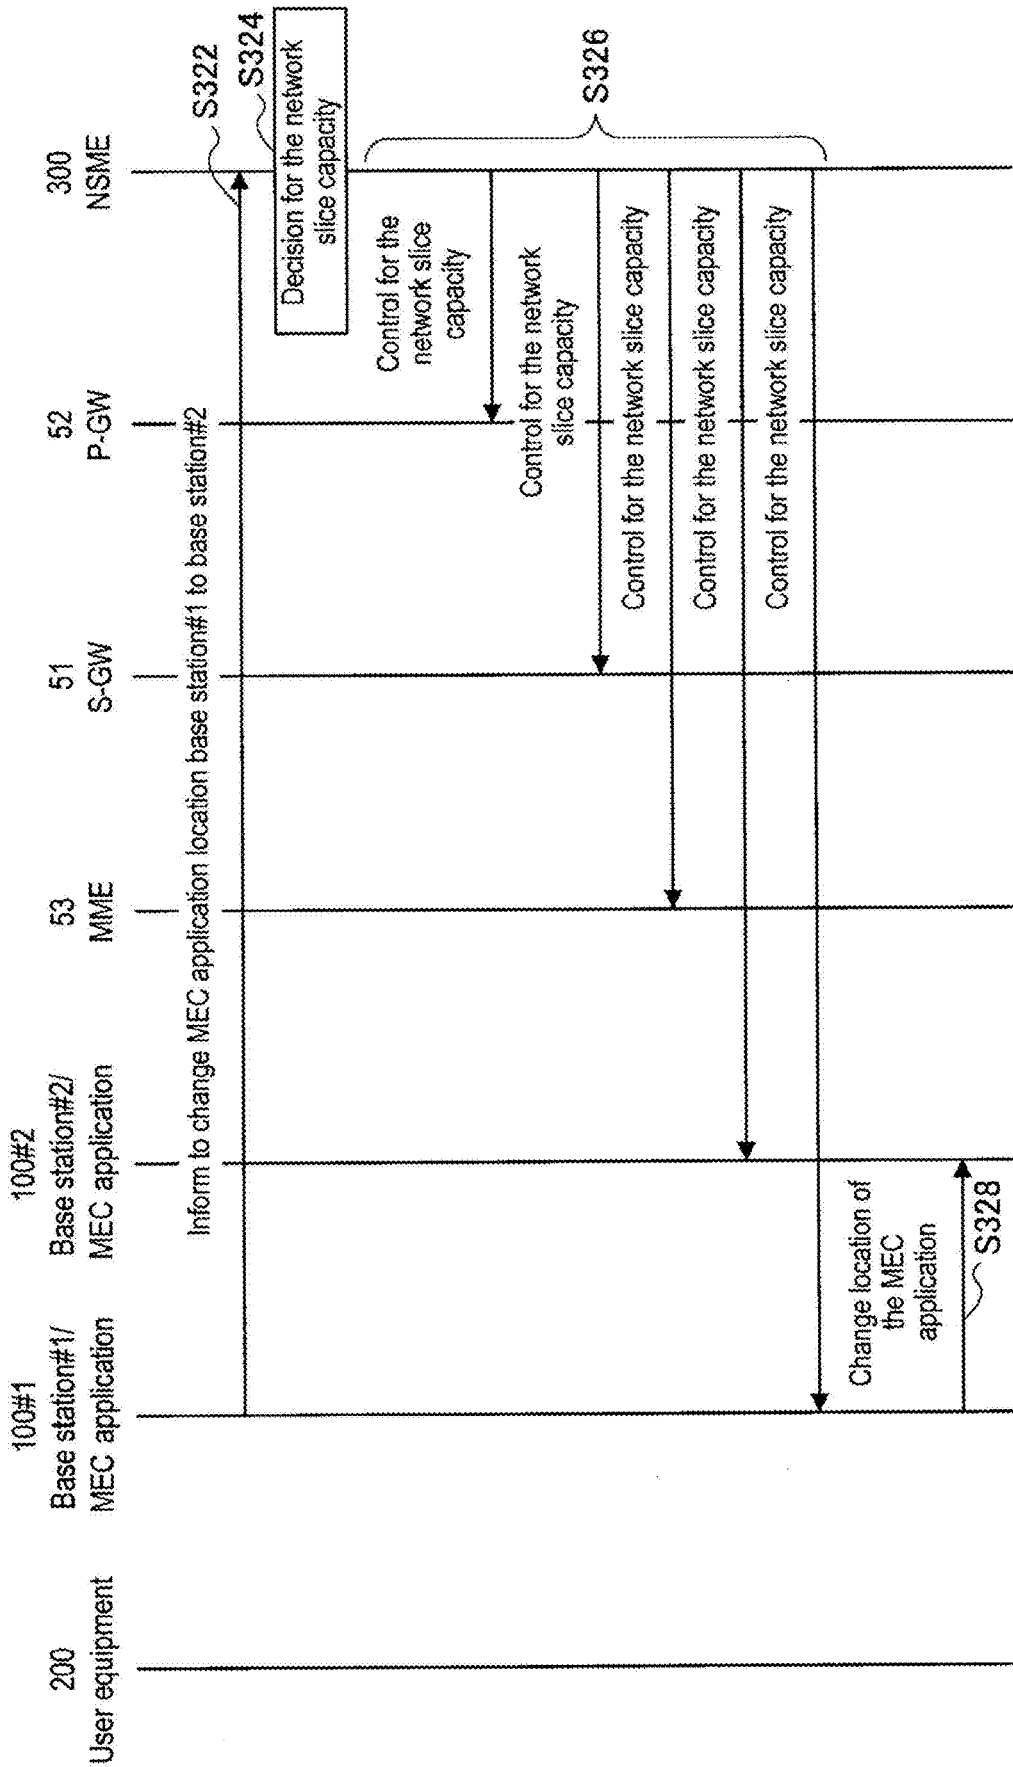 200
User equipment
100#1
Base station#1/
MEC application
100#2
Base station#2/
MEC application
53
MME
51
S-GW
52
P-GW
300
NSME
Inform to change MEC application location base station#1 to base station#2
S322
S324
Decision for the network
slice capacity
Control for the
network slice
capacity
Control for the network
slice capacity
Control for the network slice capacity
Control for the network slice capacity
Control for the network slice capacity
S326
Change location of
the MEC
application
S328